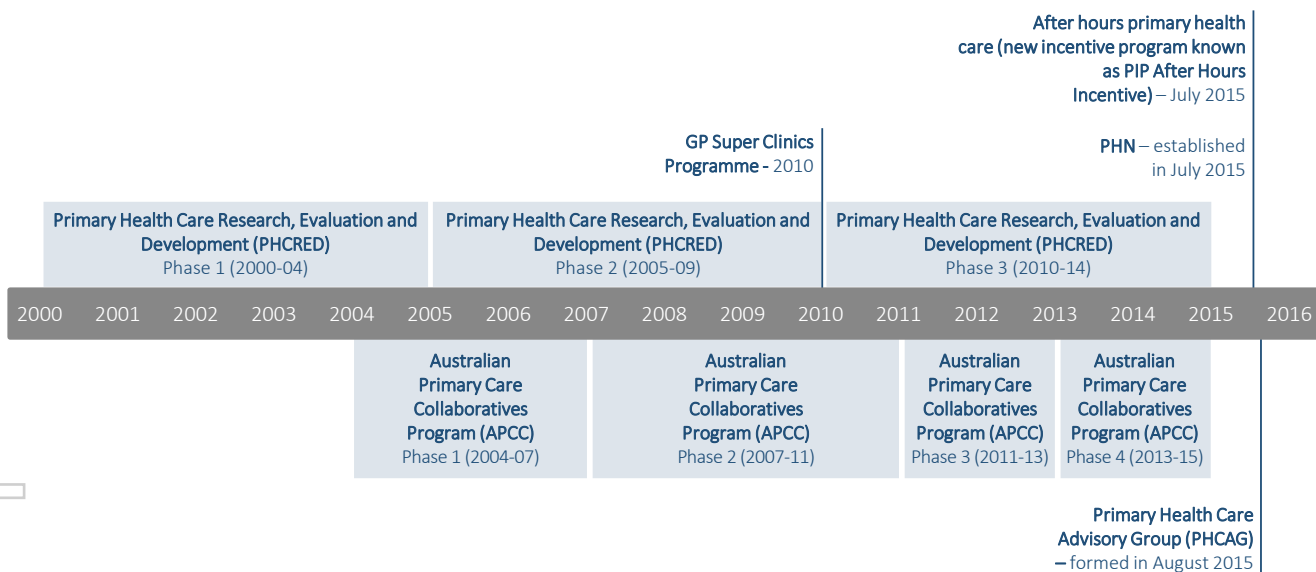 After hours primary health
care (new incentive program known
as PIP After Hours
Incentive) – July 2015
GP Super Clinics
Programme - 2010
PHN – established
in July 2015
Primary Health Care Research, Evaluation and
Development (PHCRED)
Phase 1 (2000-04)
Primary Health Care Research, Evaluation and
Development (PHCRED)
Phase 2 (2005-09)
Primary Health Care Research, Evaluation and
Development (PHCRED)
Phase 3 (2010-14)
2000 2001 2002 2003 2004 2005 2006 2007 2008 2009 2010 2011 2012 2013 2014 2015 2016
Australian
Primary Care
Collaboratives
Program (APCC)
Phase 1 (2004-07)
Australian
Primary Care
Collaboratives
Program (APCC)
Phase 2 (2007-11)
Australian
Primary Care
Collaboratives
Program (APCC)
Phase 3 (2011-13)
Australian
Primary Care
Collaboratives
Program (APCC)
Phase 4 (2013-15)
Primary Health Care
Advisory Group (PHCAG)
– formed in August 2015